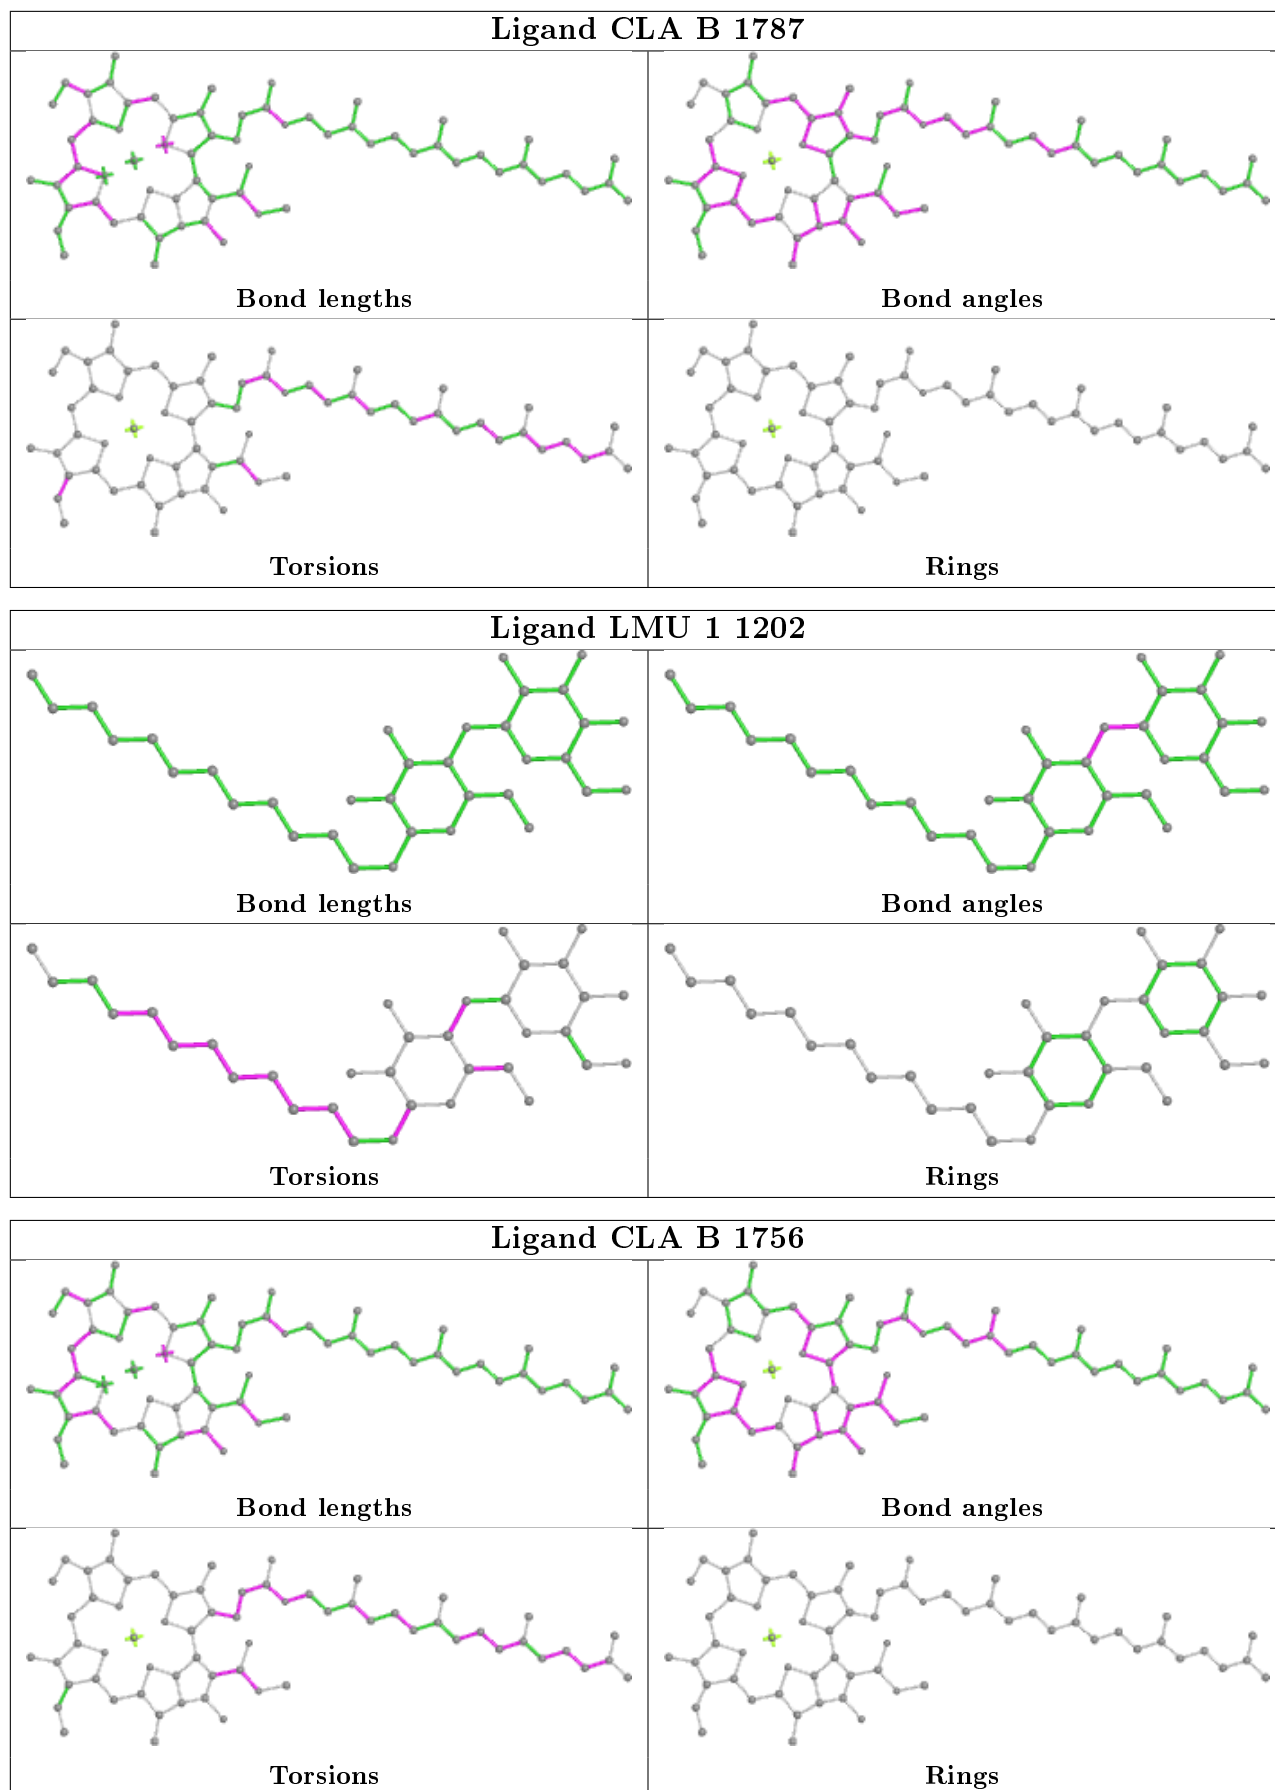 Ligand CLA B 1787
Bond lengths
Bond angles
Torsions
Rings
Ligand LMU 1 1202
Bond lengths
Bond angles
Torsions
Rings
Ligand CLA B 1756
Bond lengths
Bond angles
Torsions
Rings